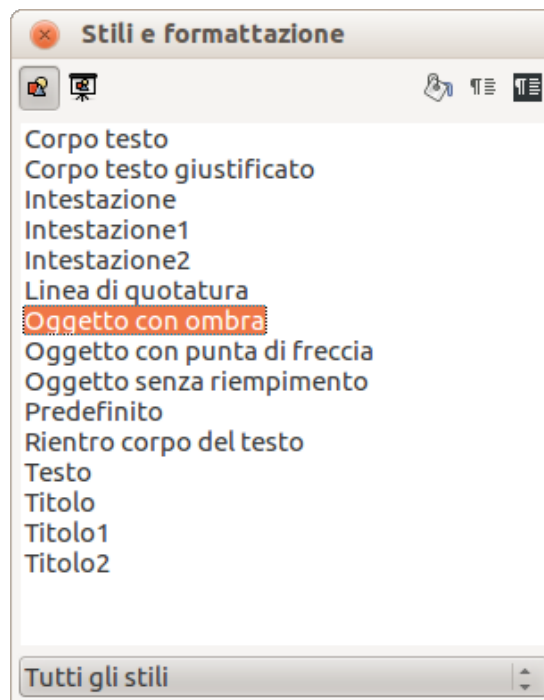 Stili e formattazione
Corpo testo
Corpo testo giustificato
Intestazione
Intestazione1
Intestazione2
Linea di quotatura
Oggetto con ombra
Oggetto con punta di freccia
Oggetto senza riempimento
Predefinito
Rientro corpo del testo
Testo
Titolo
Titolo1
Titolo2
Tutti gli stili